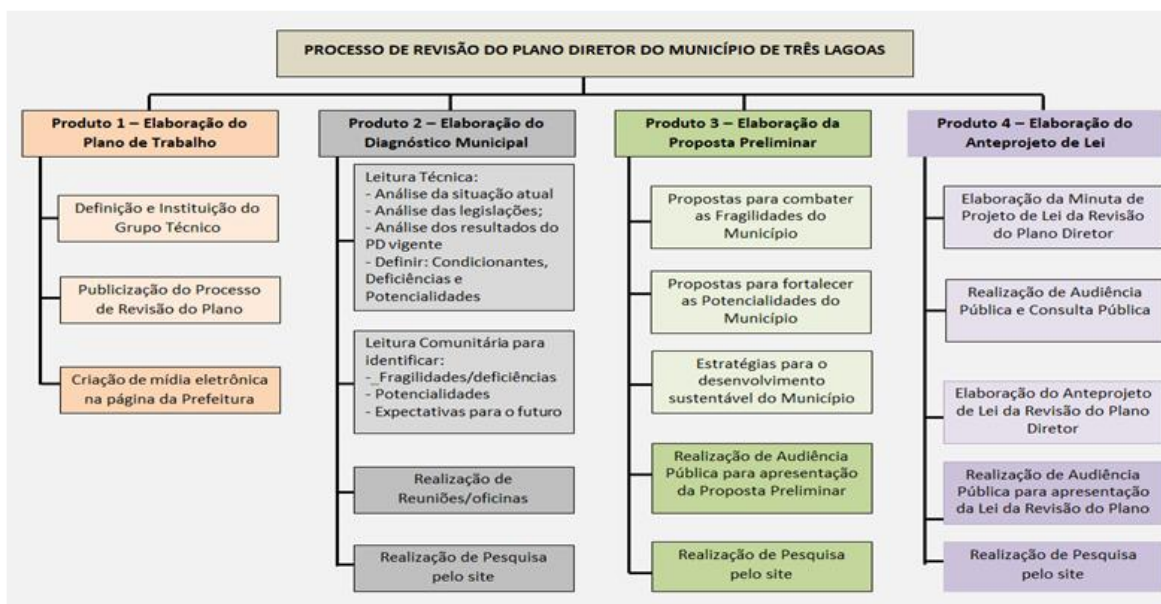 PROCESSO DE REVISÃO DO PLANO DIRETOR DO MUNICÍPIO DE TRÊS LAGOAS
Produto 1 – Elaboração do
Plano de Trabalho
Definição e Instituição do
Grupo Técnico
Publicização do Processo
de Revisão do Plano
Criação de mídia eletrônica
na página da Prefeitura
Produto 2 – Elaboração do
Diagnóstico Municipal
Leitura Técnica:
- Análise da situação atual
- Análise das legislações;
- Análise dos resultados do
PD vigente
- Definir: Condicionantes,
Deficiências e
Potencialidades
Leitura Comunitária para
identificar:
-_Fragilidades/deficiências
- Potencialidades
- Expectativas para o futuro
Realização de
Reuniões/oficinas
Realização de Pesquisa
pelo site
Produto 3 – Elaboração da
Proposta Preliminar
Propostas para combater
as Fragilidades do
Município
Propostas para fortalecer
as Potencialidades do
Município
Estratégias para o
desenvolvimento
sustentável do Município
Realização de Audiência
Pública para apresentação
da Proposta Preliminar
Realização de Pesquisa
pelo site
Produto 4 – Elaboração do
Anteprojeto de Lei
Elaboração da Minuta de
Projeto de Lei da Revisão
do Plano Diretor
Realização de Audiência
Pública e Consulta Pública
Elaboração do Anteprojeto
de Lei da Revisão do Plano
Diretor
Realização de Audiência
Pública para apresentação
da Lei da Revisão do Plano
Realização de Pesquisa
pelo site